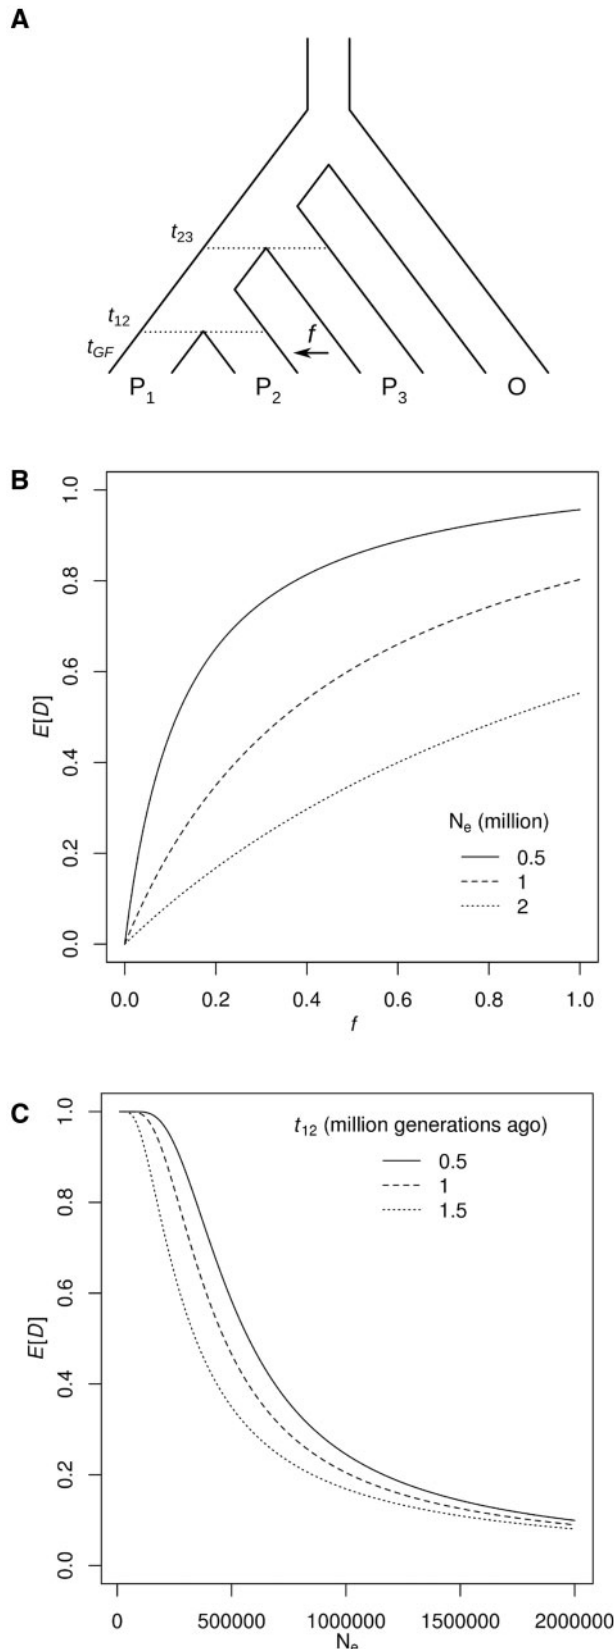 A
t23
t12
tGF
f
P1 P2 P3 O
B
E[D]
1.0
0.8
0.6
0.4
0.2
0.0
Ne (million)
0.5
1
2
0.0 0.2 0.4 0.6 0.8 1.0
f
C
E[D]
1.0
0.8
0.6
0.4
0.2
0.0
t12 (million generations ago)
0.5
1
1.5
0 500000 1000000 1500000 2000000
Ne